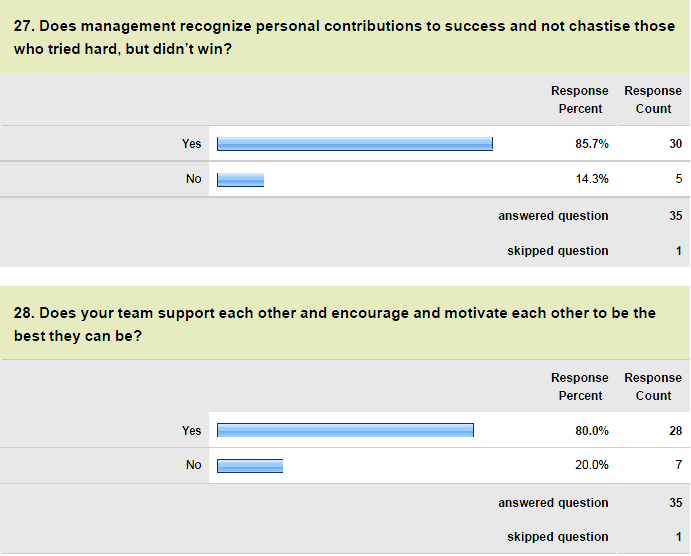 27. Does management recognize personal contributions to success and not chastise those
who tried hard, but didn’t win?
Response Response
Percent Count
Yes 85.7% 30
No 14.3% 5
answered question 35
skipped question 1
28. Does your team support each other and encourage and motivate each other to be the
best they can be?
Response Response
Percent Count
Yes 80.0% 28
No 20.0% 7
answered question 35
skipped question 1